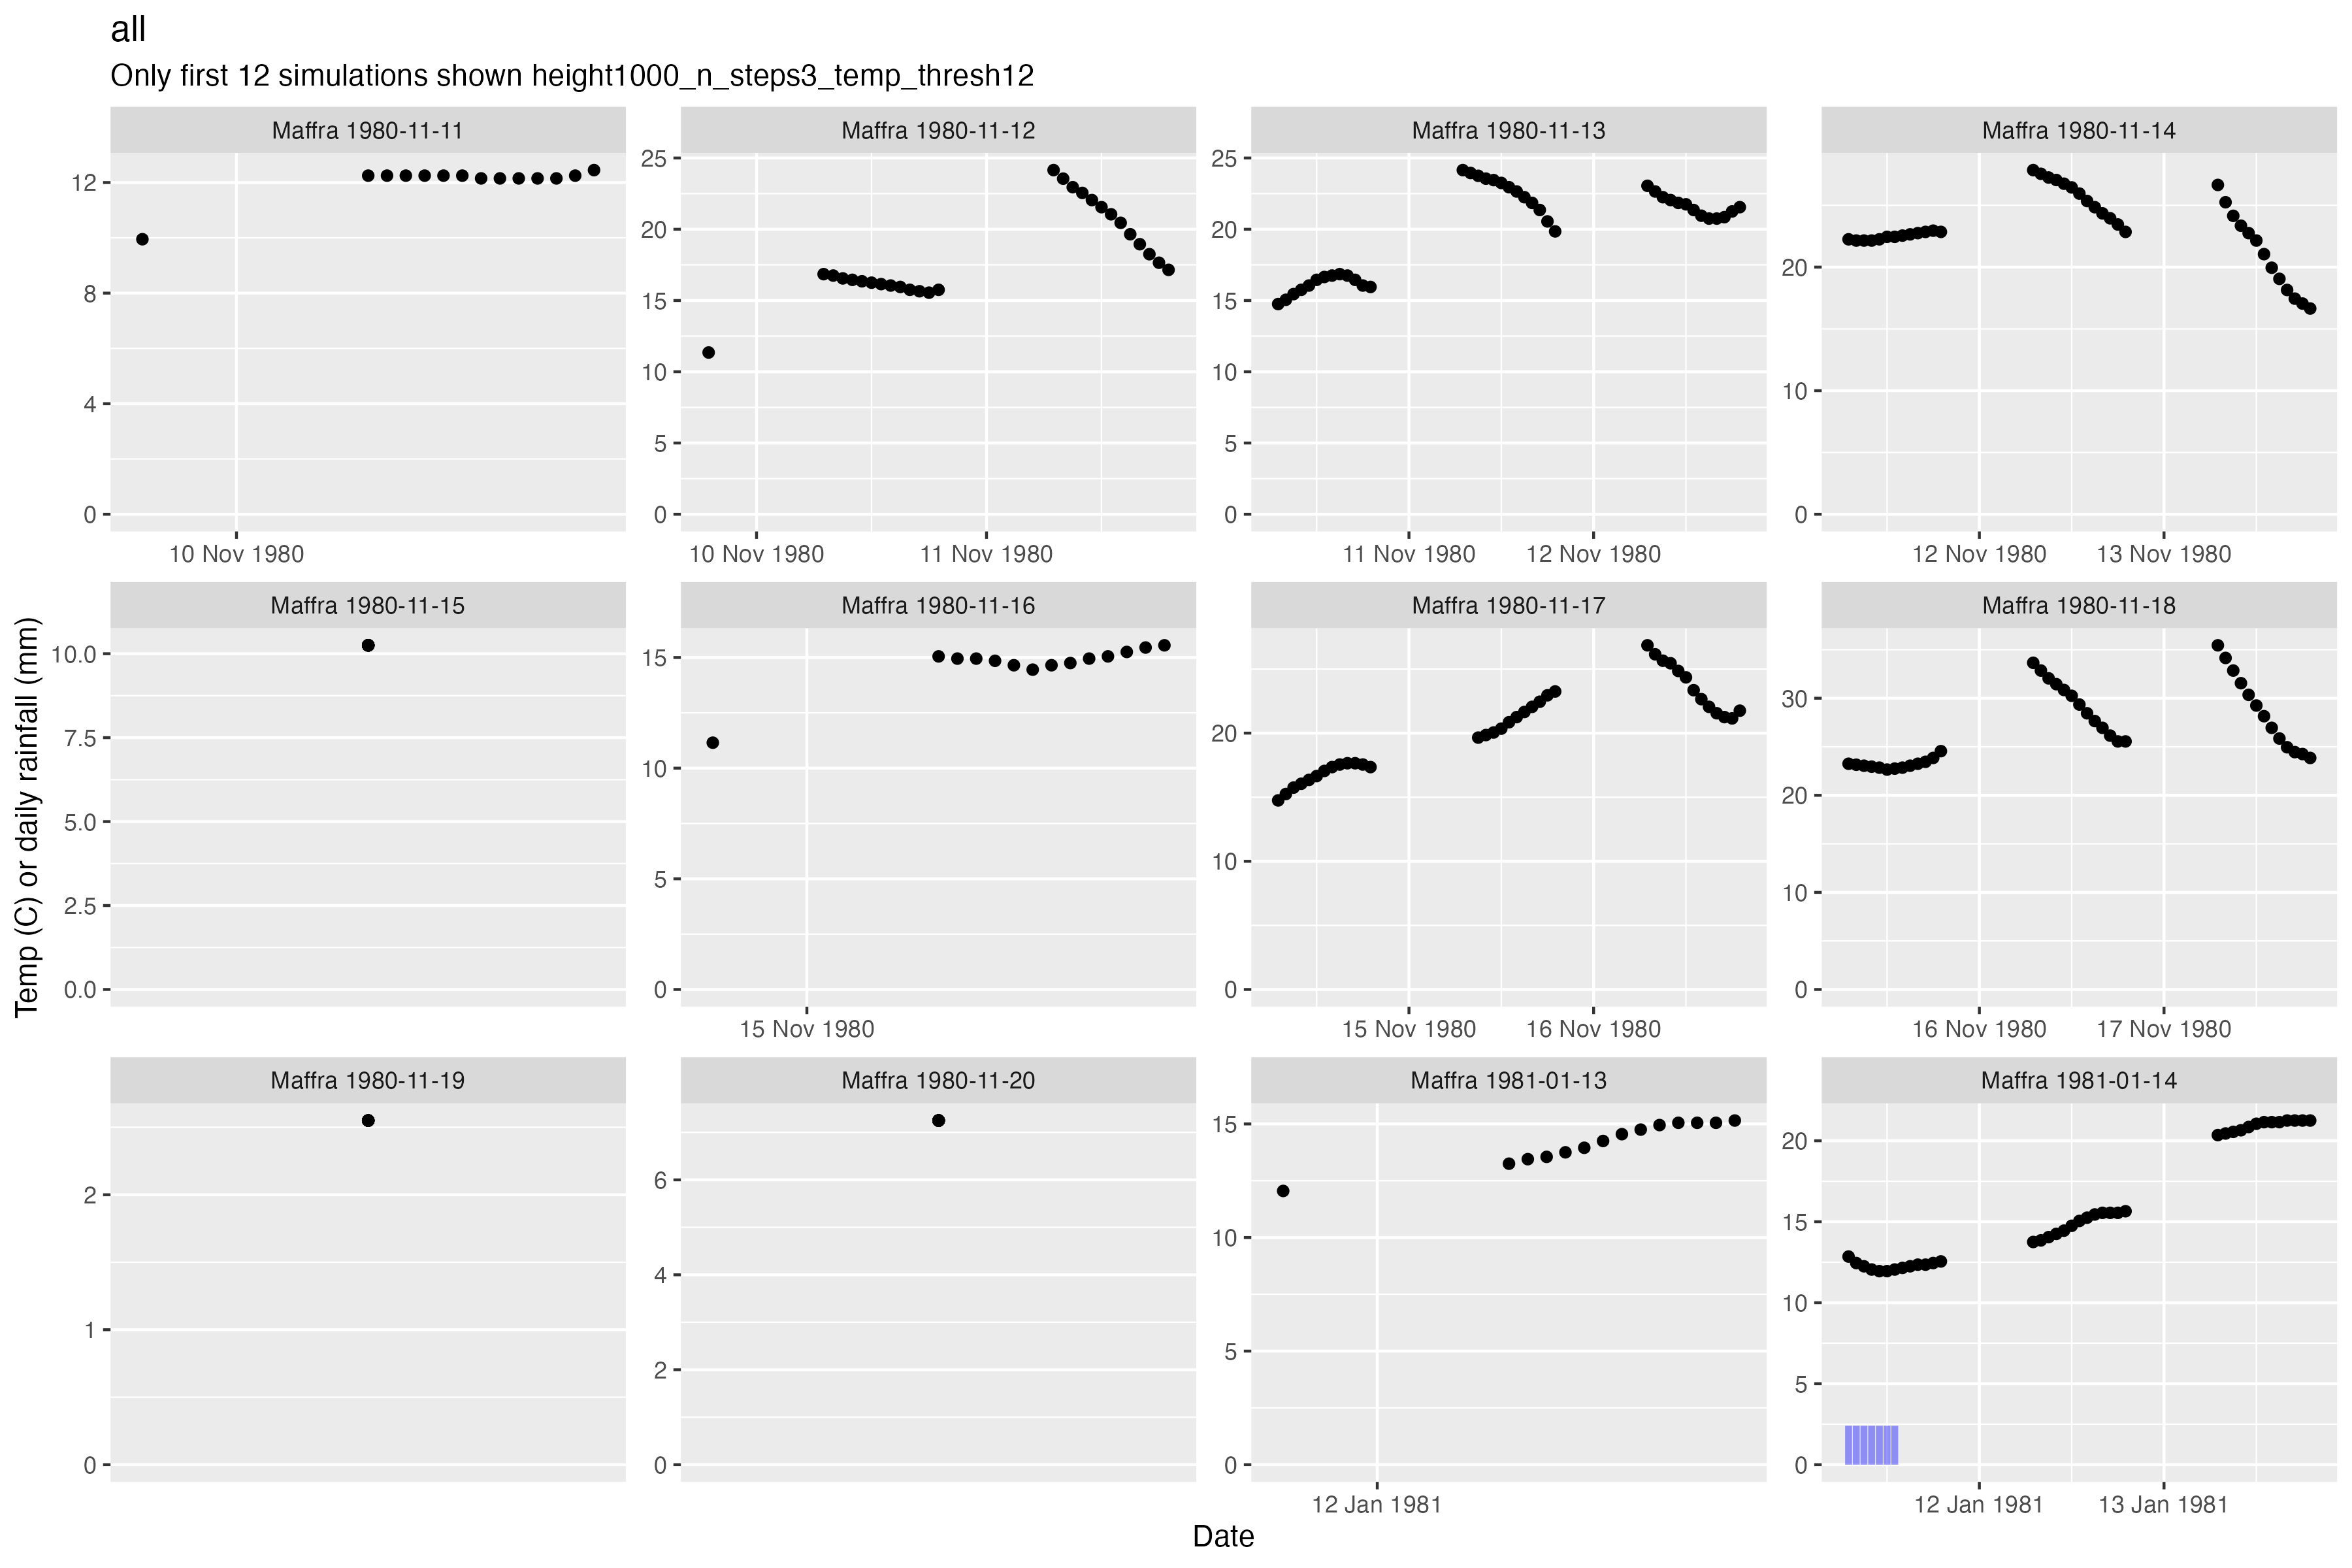 all
Only first 12 simulations shown height1000_n_steps3_temp_thresh12
Maffra 1980-11-11
Maffra 1980-11-12
Maffra 1980-11-13
Maffra 1980-11-14
12
8
4
0
25
20
15
10
5
0
25
20
15
10
5
0
20
10
0
10 Nov 1980
10 Nov 1980
11 Nov 1980
11 Nov 1980
12 Nov 1980
12 Nov 1980
13 Nov 1980
Temp (C) or daily rainfall (mm)
Maffra 1980-11-15
Maffra 1980-11-16
Maffra 1980-11-17
Maffra 1980-11-18
10.0
7.5
5.0
2.5
0.0
15
10
5
0
20
10
0
30
20
10
0
15 Nov 1980
15 Nov 1980
16 Nov 1980
16 Nov 1980
17 Nov 1980
Maffra 1980-11-19
Maffra 1980-11-20
Maffra 1981-01-13
Maffra 1981-01-14
2
1
0
6
4
2
0
15
10
5
0
20
15
10
5
0
12 Jan 1981
12 Jan 1981
13 Jan 1981
Date